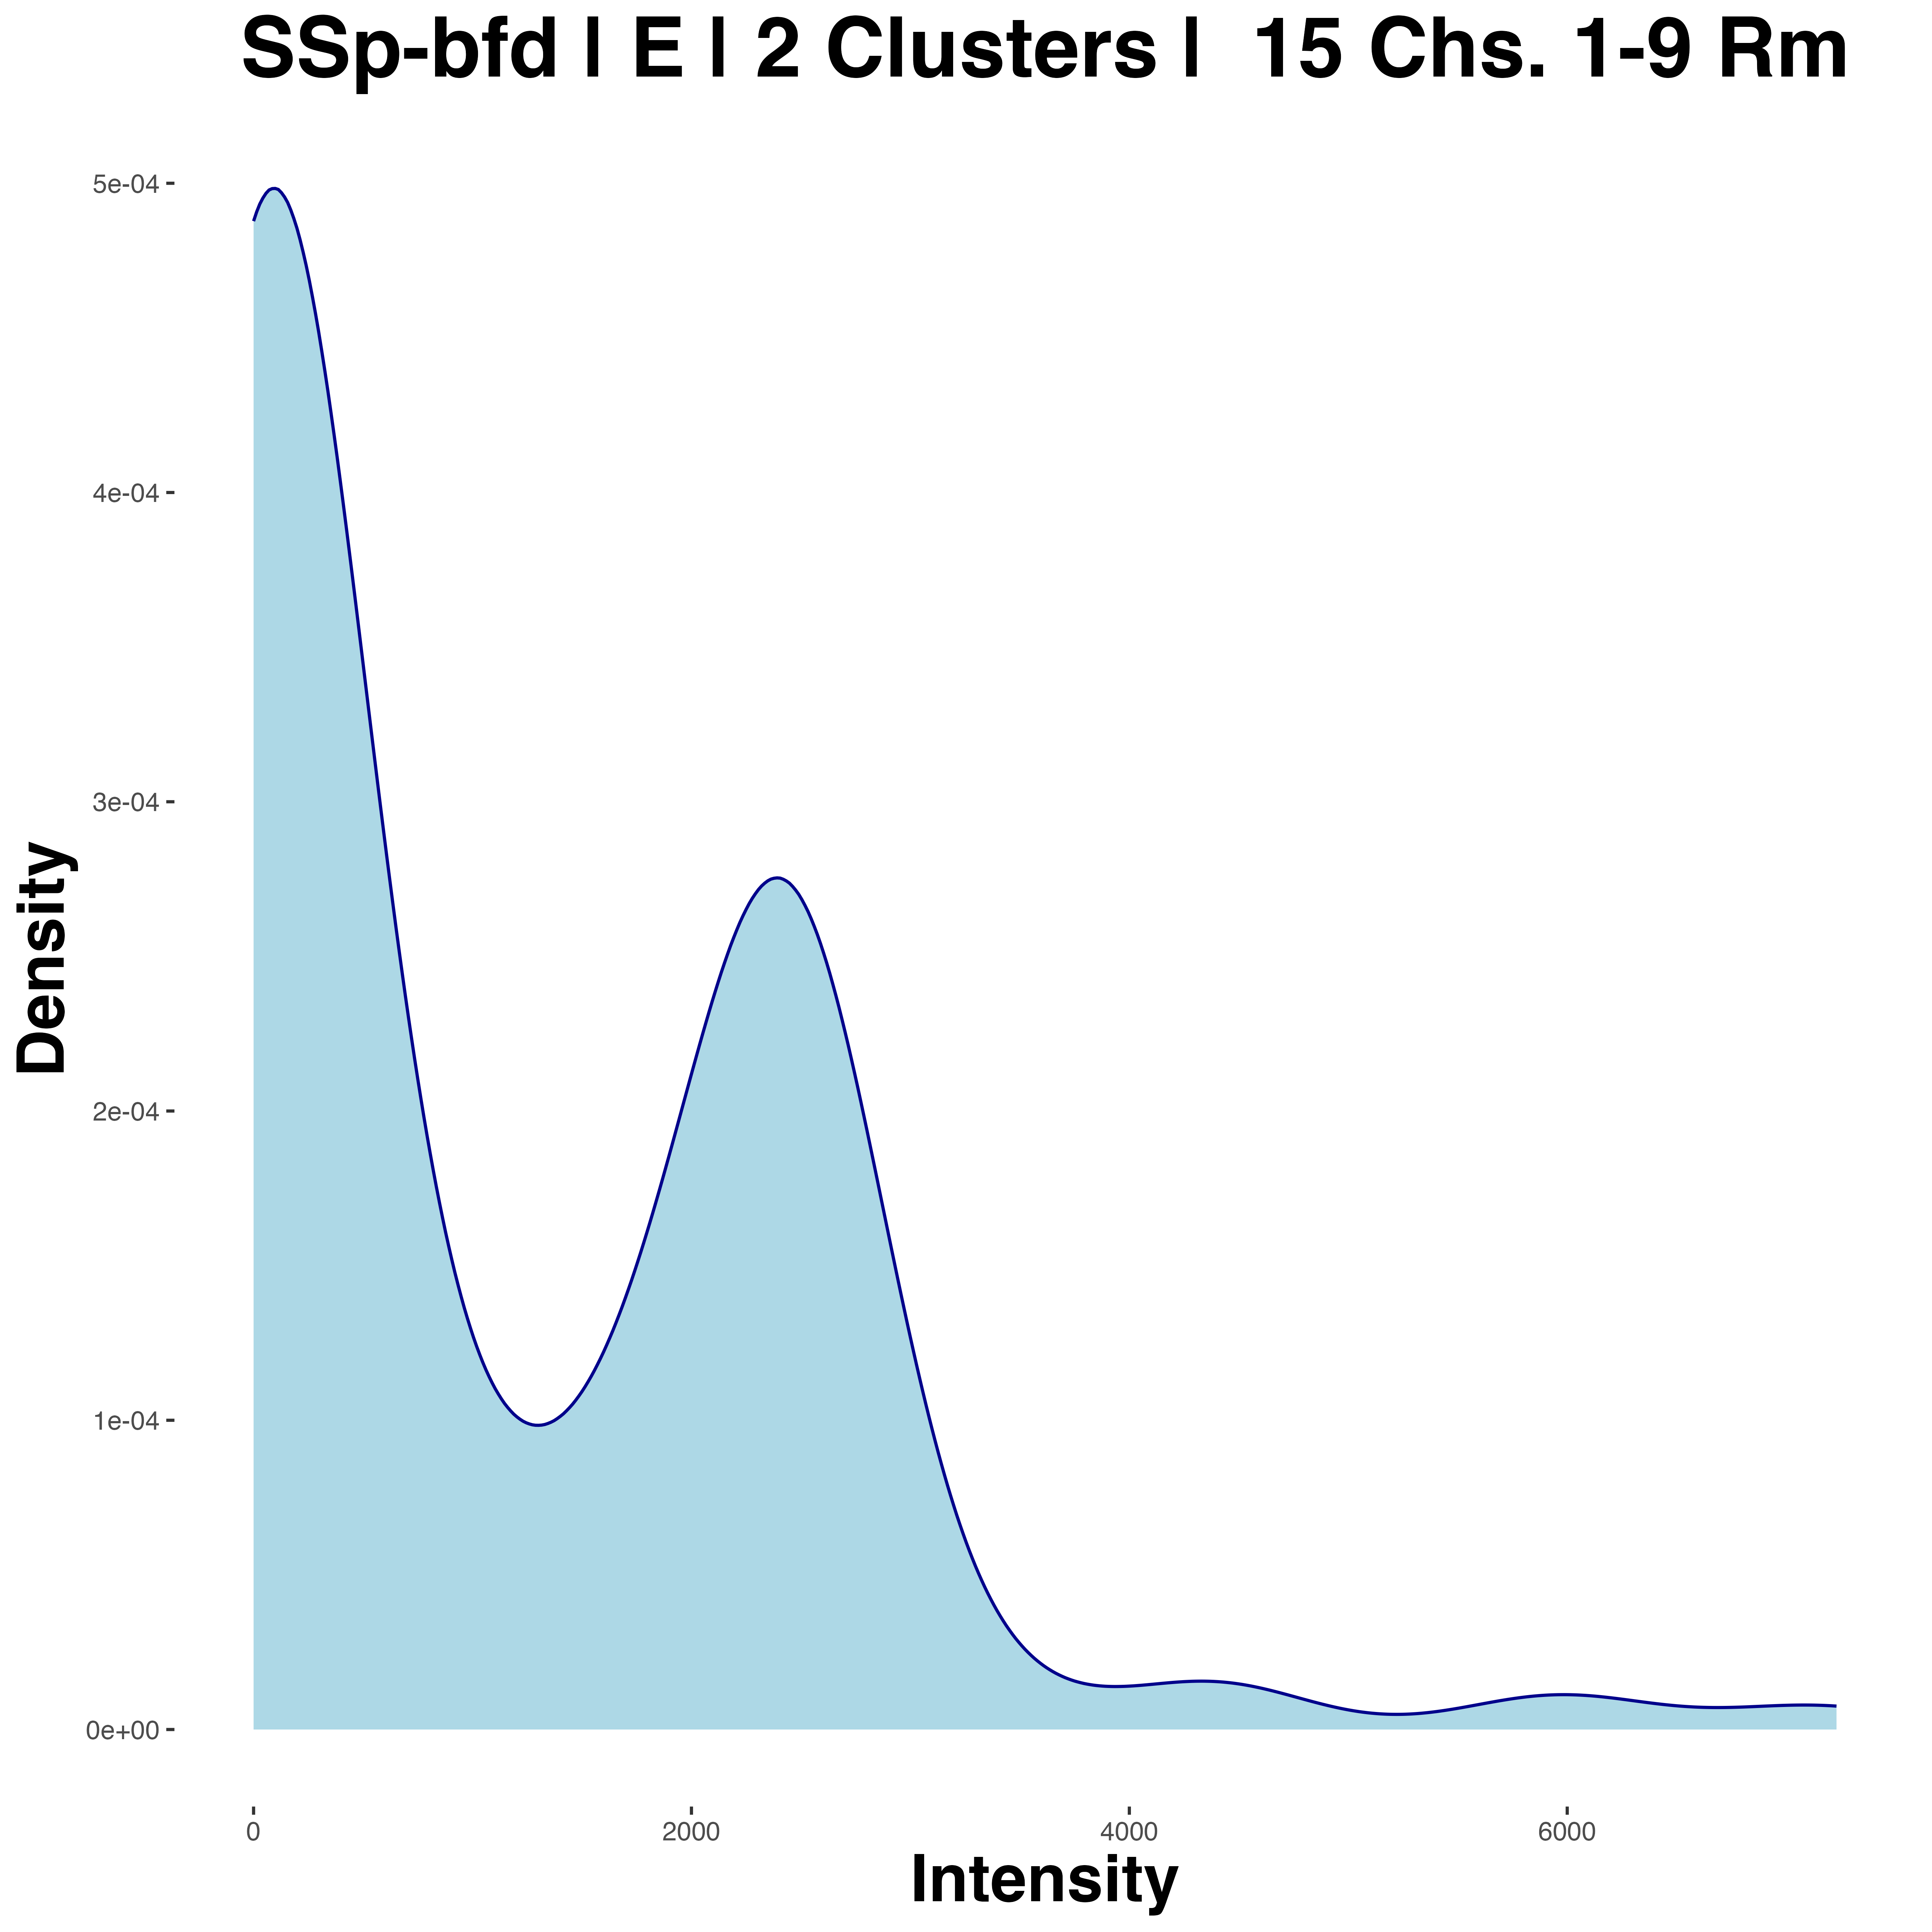 SSp-bfd | E | 2 Clusters | 15 Chs. 1-9 Rm
5e-04
4e-04
3e-04
2e-04
1e-04
0e+00
Density
0 2000 4000 6000
Intensity